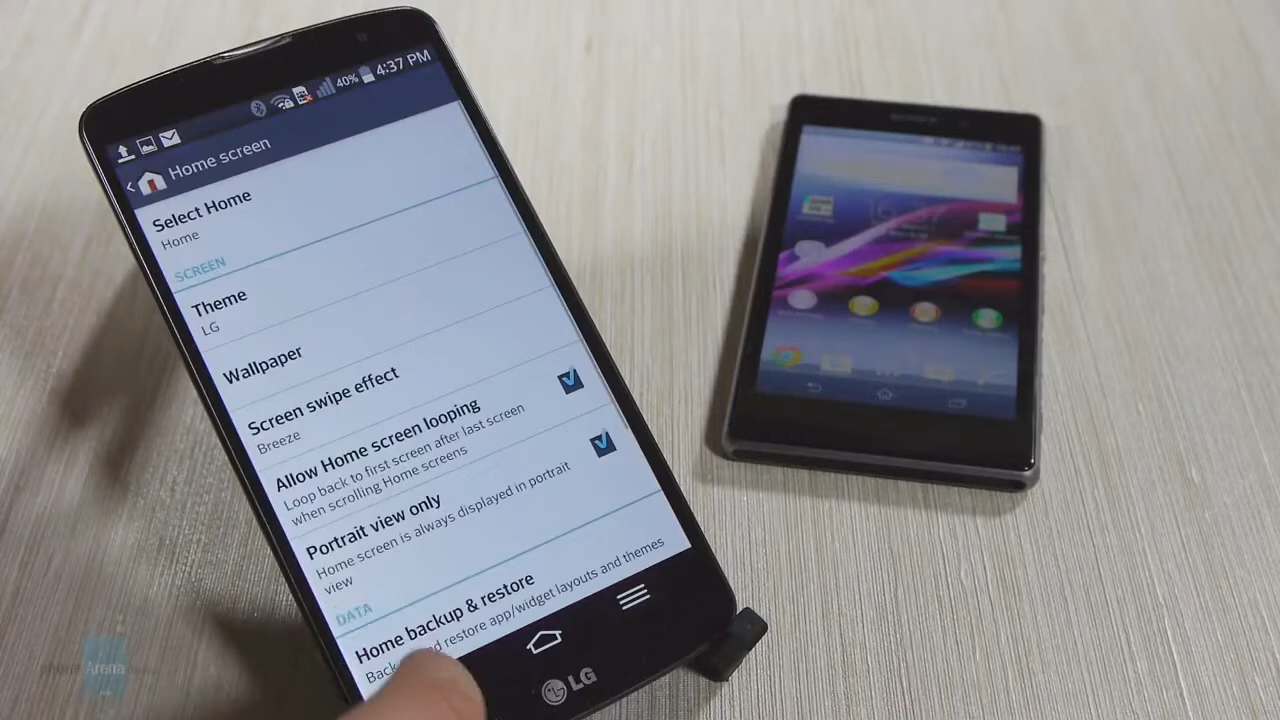 40% 4:37 PM
Home screen
Select Home
Home
SCREEN
Theme
LG
Wallpaper
Screen swipe effect
Breeze
Allow Home screen looping
Loop back to first screen after last screen
when scrolling Home screens
Portrait view only
Home screen is always displayed in portrait
view
DATA
Home backup & restore
restore app/widget layouts and themes
LG
SONY
phoneArena